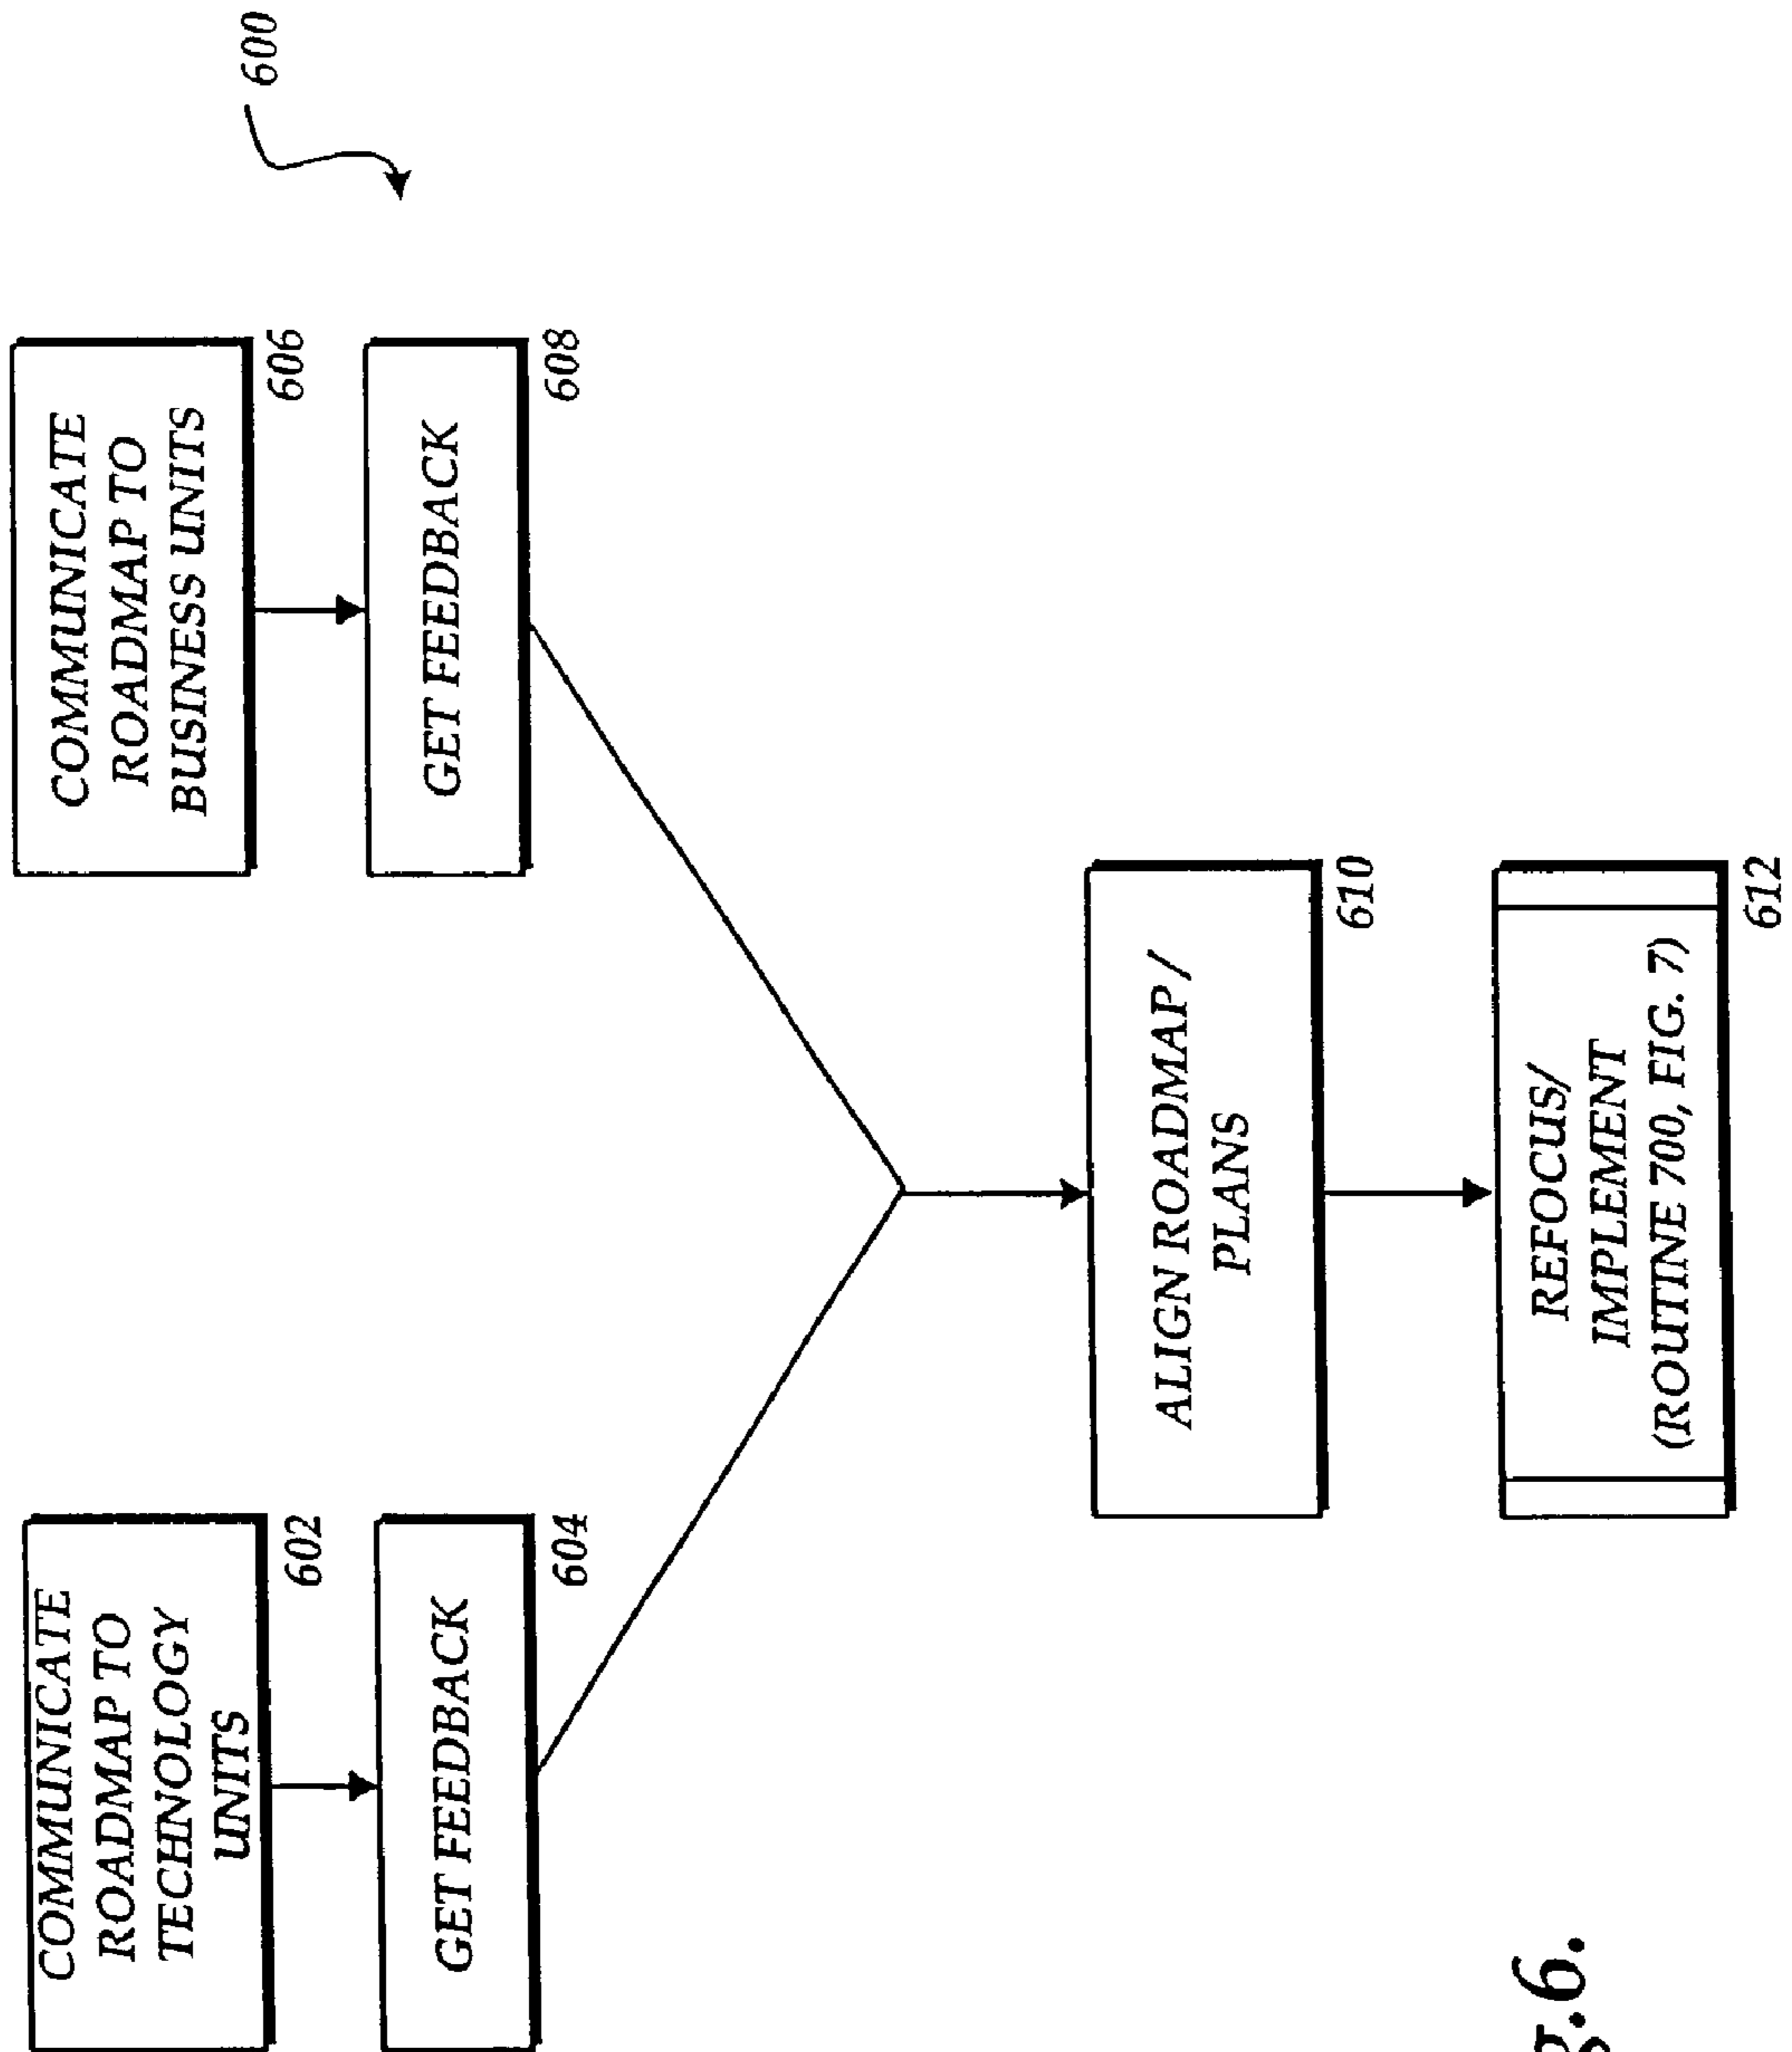 600
COMMUNICATE
ROADMAP TO
TECHNOLOGY
UNITS
602
GET FEEDBACK
604
COMMUNICATE
ROADMAP TO
BUSINESS UNITS
606
GET FEEDBACK
608
ALIGN ROADMAP /
PLANS
610
REFOCUS/
IMPLEMENT
(ROUTINE 700, FIG. 7)
612
g.6.